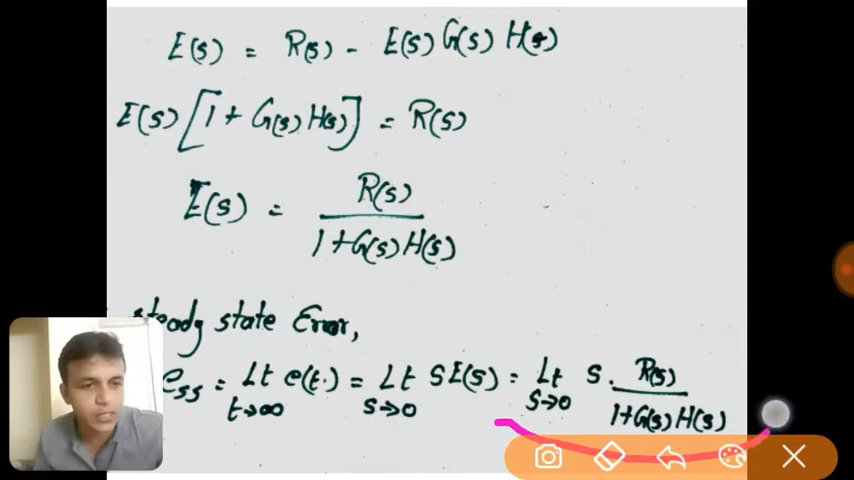 E(s) = R(s) - E(s) G(s) H(s)
E(s) [1 + G(s) H(s)] = R(s)
E(s) = R(s) / 1+G(s) H(s)
steady state Error,
ess = Lt t→∞ e(t) = Lt s→0 SE(s) = Lt s→0 s. R(s) / 1+G(s) H(s)